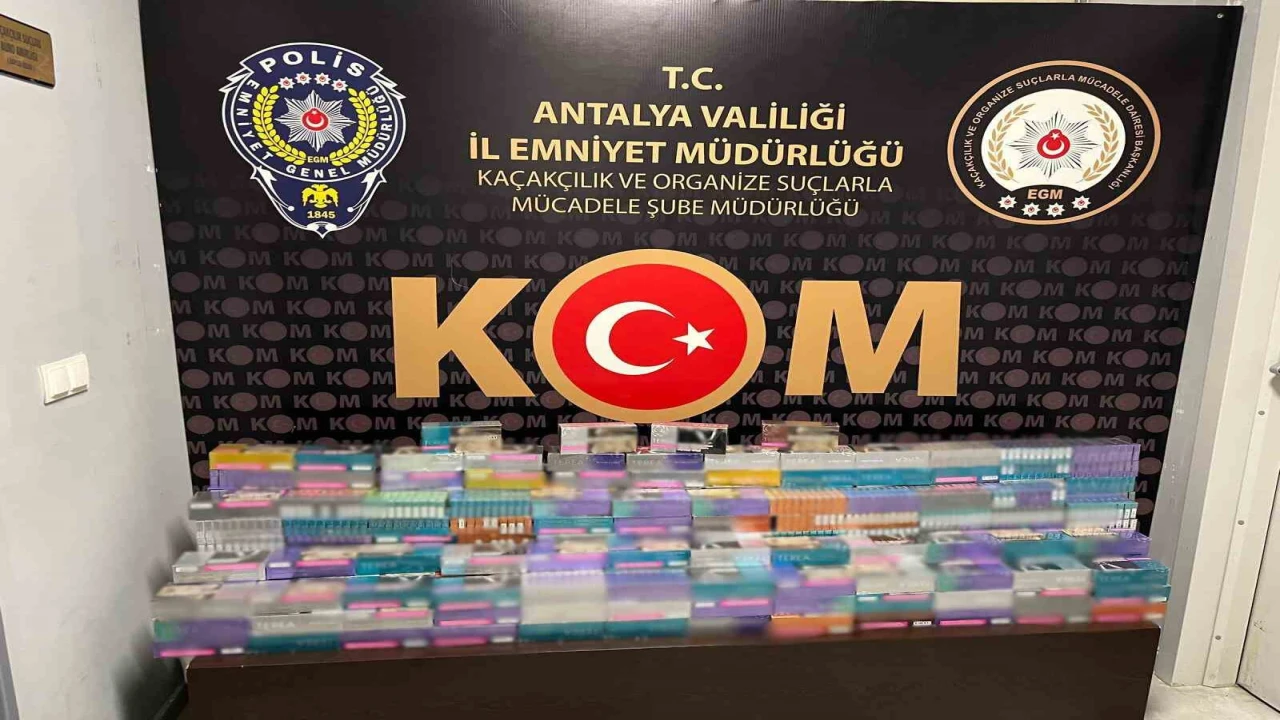 POLİS
EMNİYET GENEL MÜDÜRLÜĞÜ
EGM
1845
T.C.
ANTALYA VALİLİĞİ
İL EMNİYET MÜDÜRLÜĞÜ
KAÇAKÇILIK VE ORGANİZE SUÇLARLA
MÜCADELE ŞUBE MÜDÜRLÜĞÜ
KAÇAKÇILIK VE ORGANİZE SUÇLARLA MÜCADELE DAİRESİ BAŞKANLIĞI
EGM
KOM
TEREA